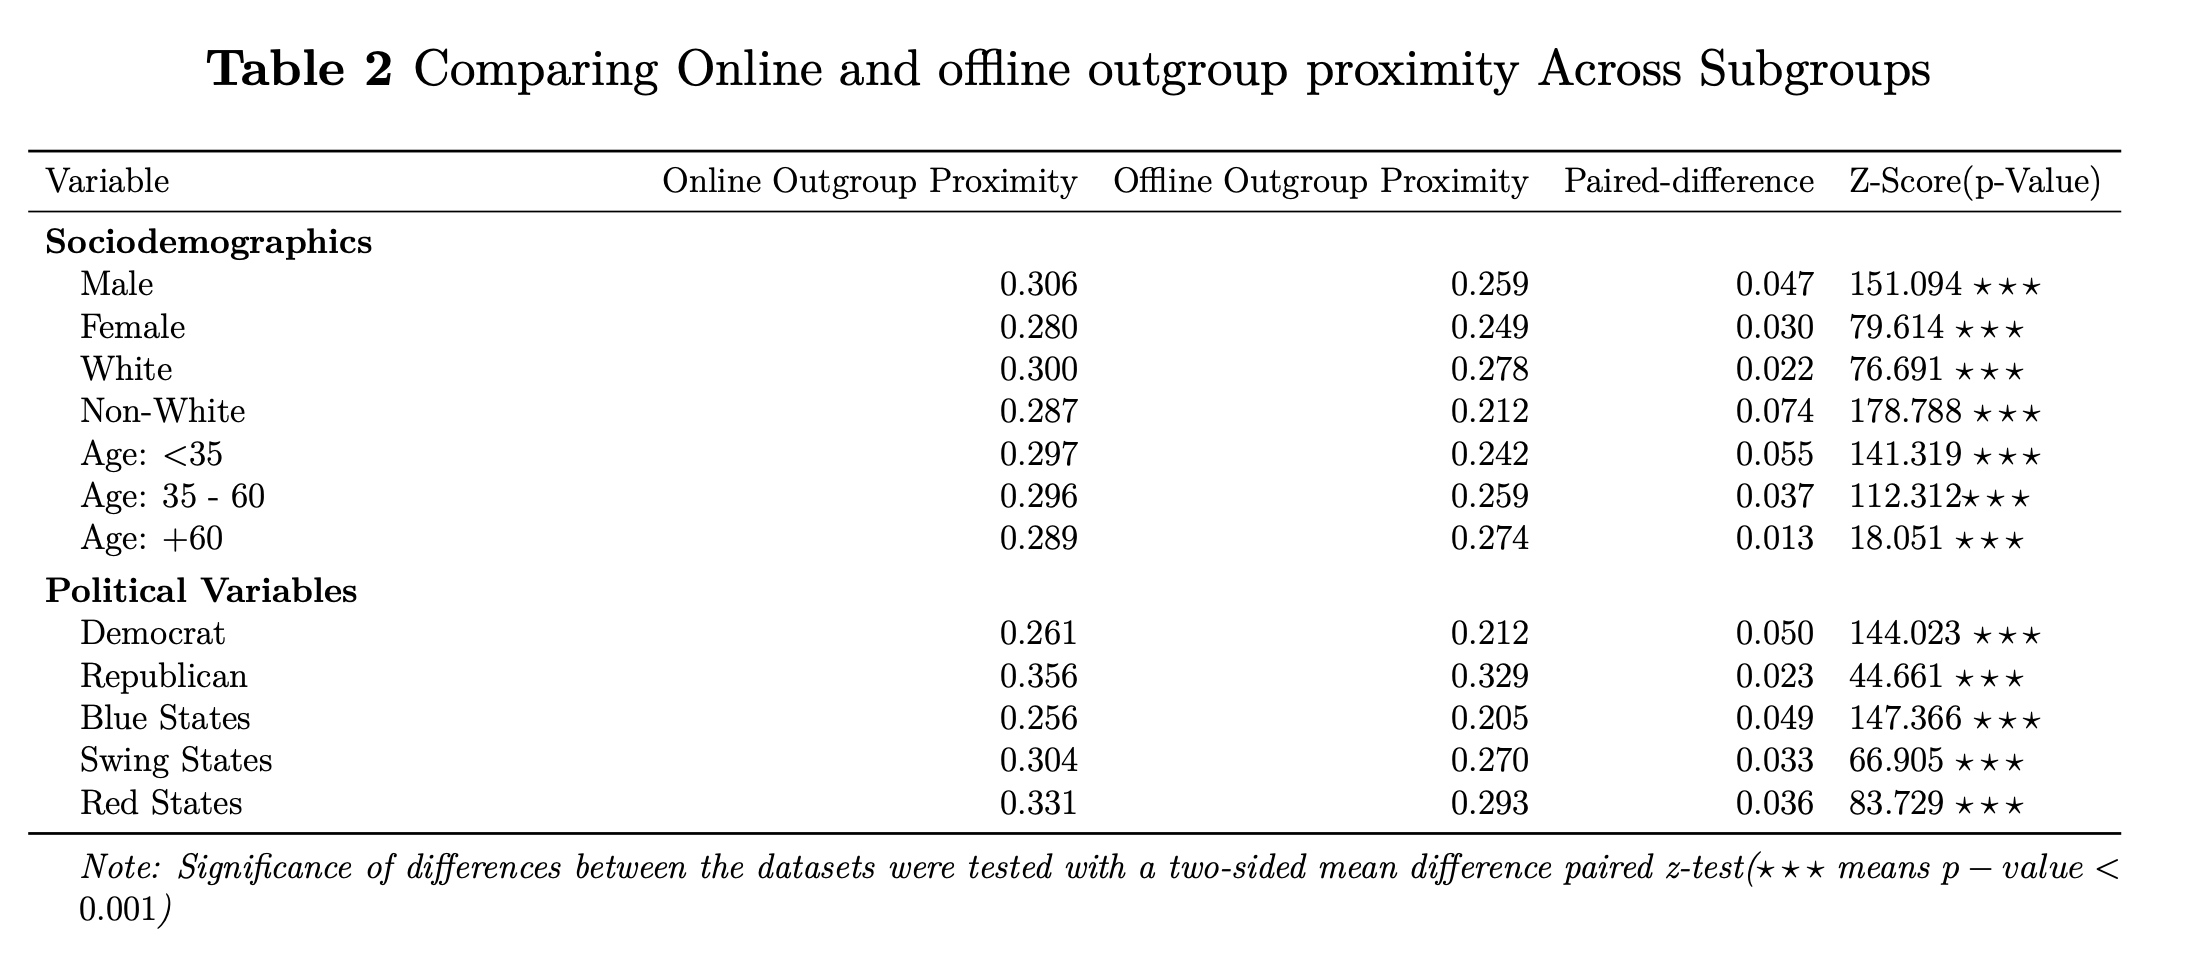 Table 2 Comparing Online and offline outgroup proximity Across Subgroups
Variable Online Outgroup Proximity Offline Outgroup Proximity Paired-difference Z-Score(p-Value)
Sociodemographics
Male 0.306 0.259 0.047 151.094 ⋆⋆⋆
Female 0.280 0.249 0.030 79.614 ⋆⋆⋆
White 0.300 0.278 0.022 76.691 ⋆⋆⋆
Non-White 0.287 0.212 0.074 178.788 ⋆⋆⋆
Age: <35 0.297 0.242 0.055 141.319 ⋆⋆⋆
Age: 35 - 60 0.296 0.259 0.037 112.312⋆⋆⋆
Age: +60 0.289 0.274 0.013 18.051 ⋆⋆⋆
Political Variables
Democrat 0.261 0.212 0.050 144.023 ⋆⋆⋆
Republican 0.356 0.329 0.023 44.661 ⋆⋆⋆
Blue States 0.256 0.205 0.049 147.366 ⋆⋆⋆
Swing States 0.304 0.270 0.033 66.905 ⋆⋆⋆
Red States 0.331 0.293 0.036 83.729 ⋆⋆⋆
Note: Significance of differences between the datasets were tested with a two-sided mean difference paired z-test(⋆⋆⋆ means p − value <
0.001)